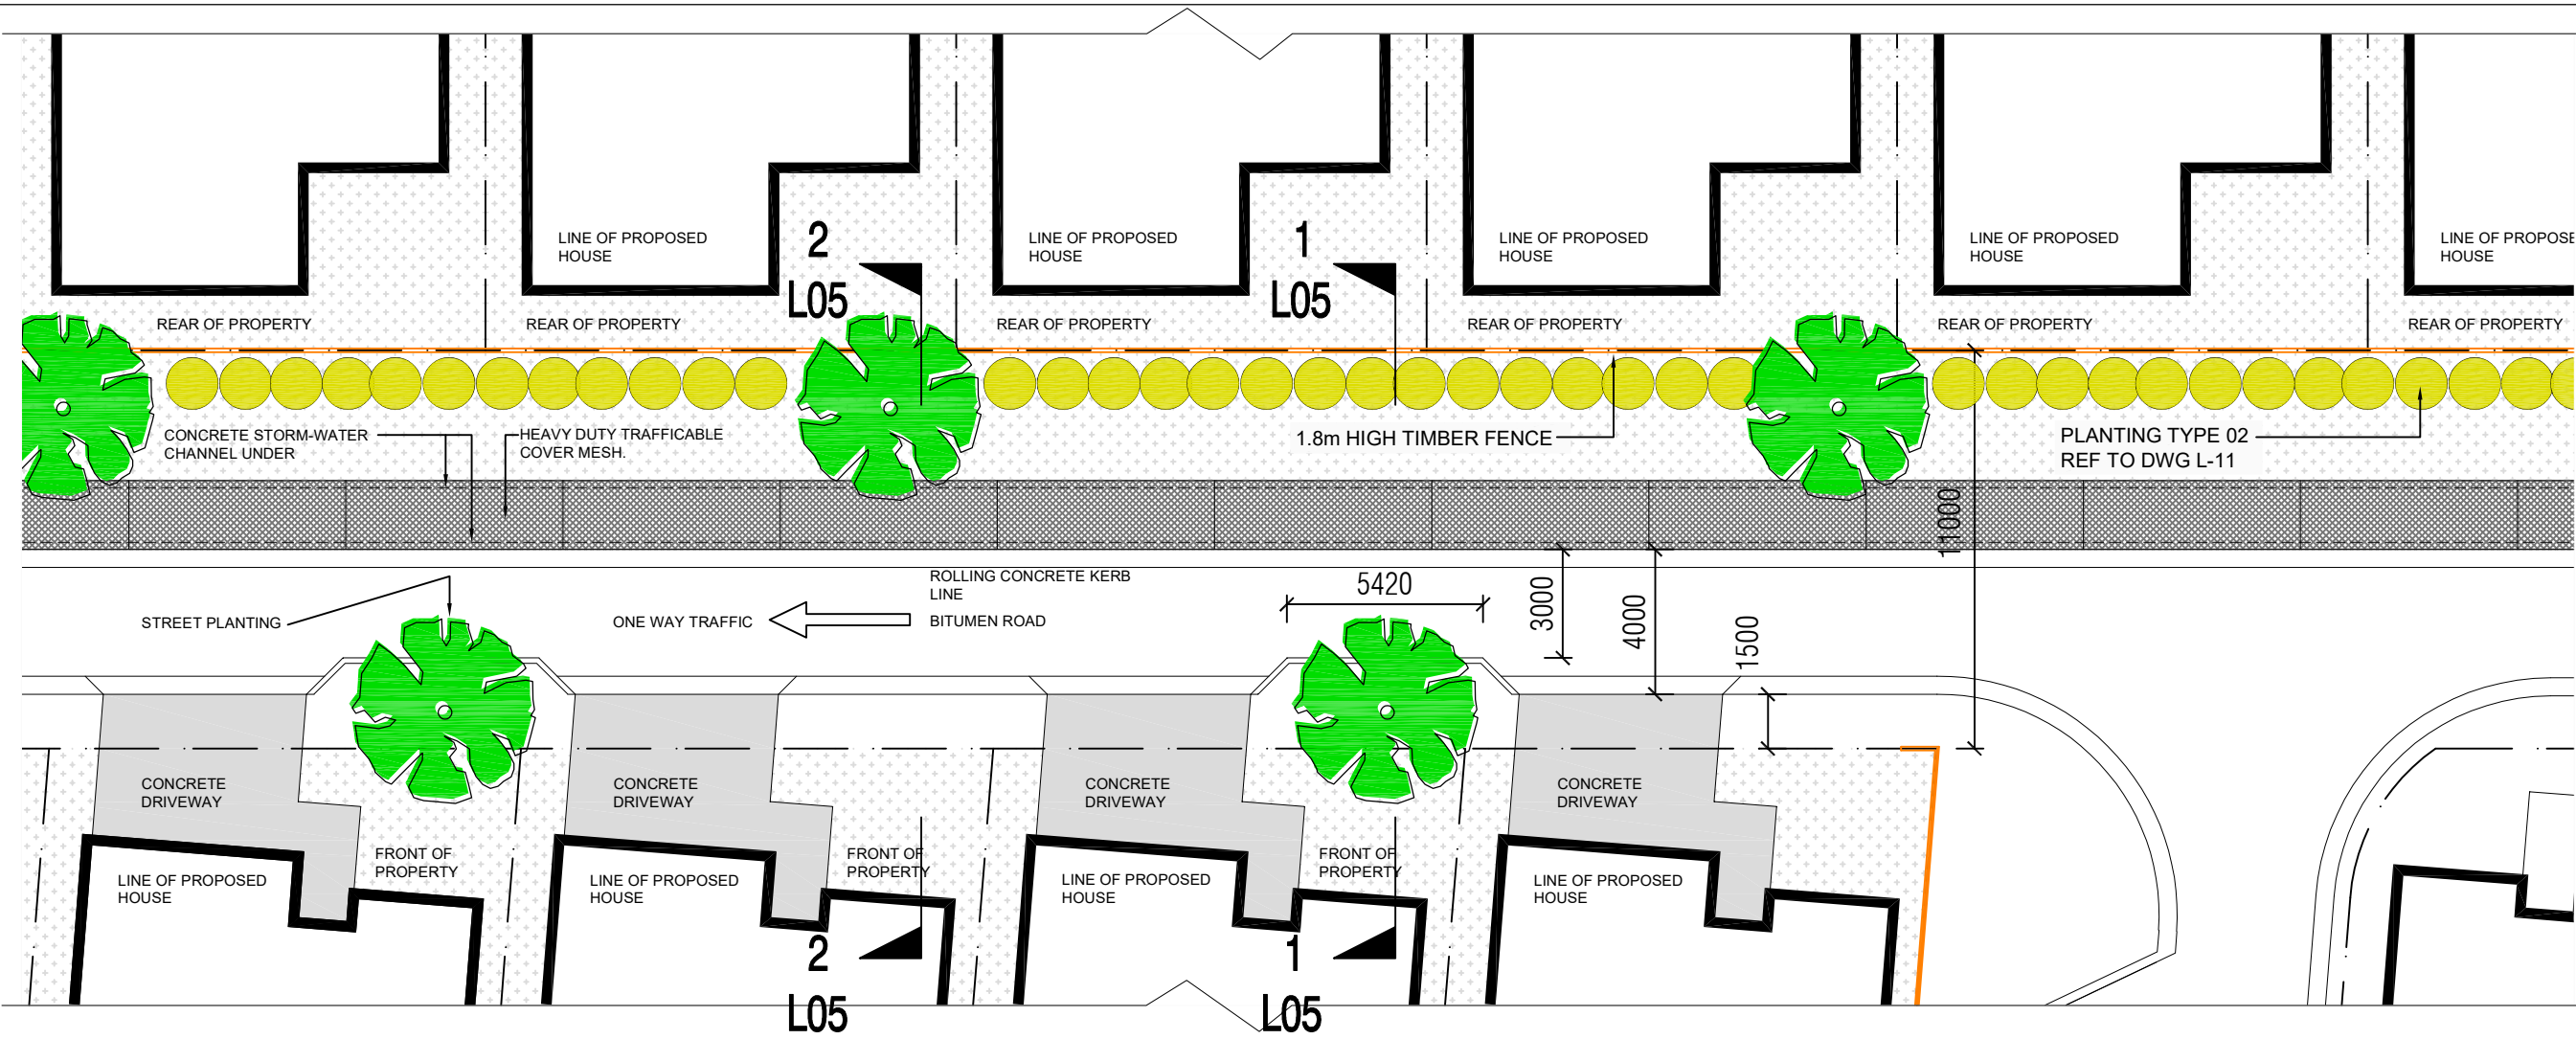 LINE OF PROPOSED
HOUSE
2
L05
LINE OF PROPOSED
HOUSE
1
L05
LINE OF PROPOSED
HOUSE
LINE OF PROPOSED
HOUSE
LINE OF PROPOSE
HOUSE
REAR OF PROPERTY
REAR OF PROPERTY
REAR OF PROPERTY
REAR OF PROPERTY
REAR OF PROPERTY
REAR OF PROPERTY
CONCRETE STORM-WATER
CHANNEL UNDER
HEAVY DUTY TRAFFICABLE
COVER MESH.
1.8m HIGH TIMBER FENCE
PLANTING TYPE 02
REF TO DWG L-11
11000
STREET PLANTING
ONE WAY TRAFFIC
ROLLING CONCRETE KERB
LINE
BITUMEN ROAD
5420
3000
4000
1500
CONCRETE
DRIVEWAY
CONCRETE
DRIVEWAY
CONCRETE
DRIVEWAY
CONCRETE
DRIVEWAY
FRONT OF
PROPERTY
FRONT OF
PROPERTY
FRONT OF
PROPERTY
LINE OF PROPOSED
HOUSE
LINE OF PROPOSED
HOUSE
LINE OF PROPOSED
HOUSE
LINE OF PROPOSED
HOUSE
2
L05
1
L05